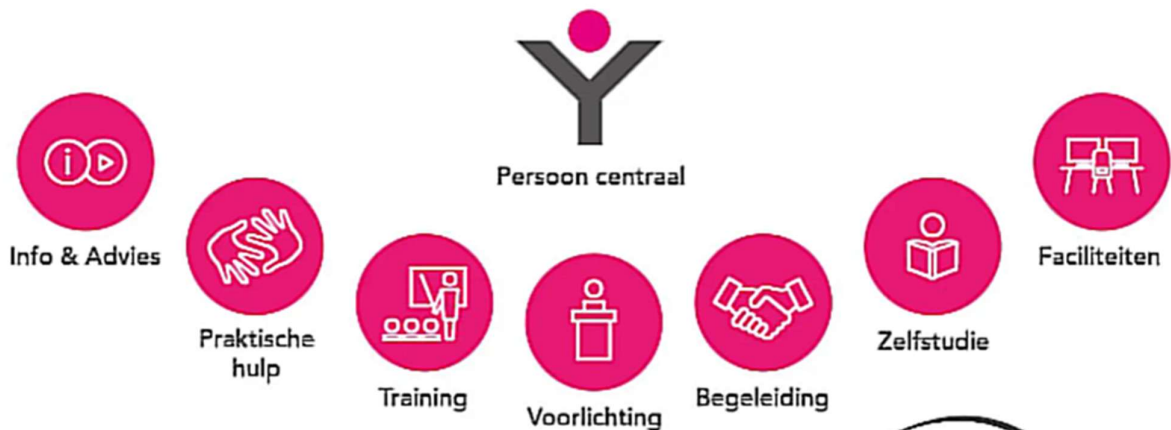 Persoon centraal
Info & Advies
Praktische
hulp
Training
Voorlichting
Begeleiding
Zelfstudie
Faciliteiten